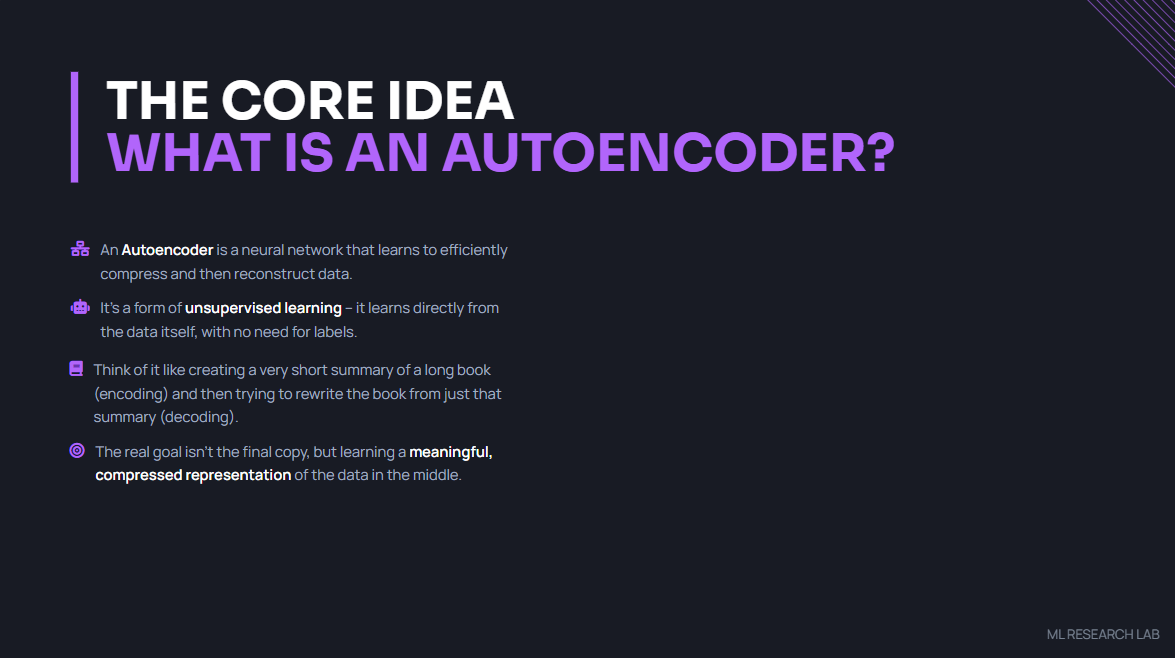 THE CORE IDEA
WHAT IS AN AUTOENCODER?
An Autoencoder is a neural network that learns to efficiently
compress and then reconstruct data.
It's a form of unsupervised learning – it learns directly from
the data itself, with no need for labels.
Think of it like creating a very short summary of a long book
(encoding) and then trying to rewrite the book from just that
summary (decoding).
The real goal isn't the final copy, but learning a meaningful,
compressed representation of the data in the middle.
ML RESEARCH LAB